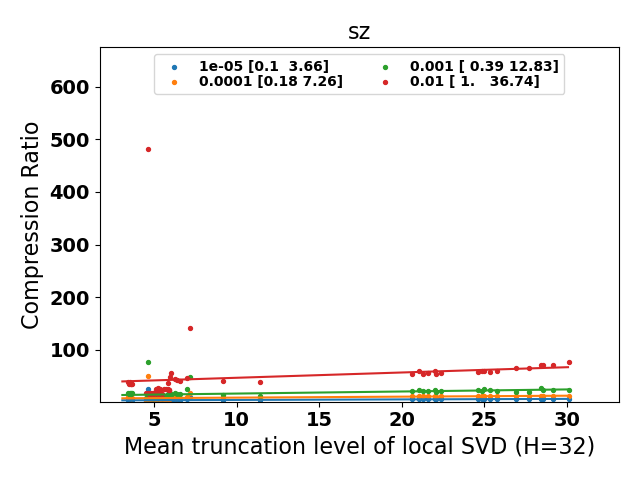 sz
1e-05 [0.1  3.66]
0.0001 [0.18 7.26]
0.001 [ 0.39 12.83]
0.01 [ 1.   36.74]
Compression Ratio
600
500
400
300
200
100
5 10 15 20 25 30
Mean truncation level of local SVD (H=32)